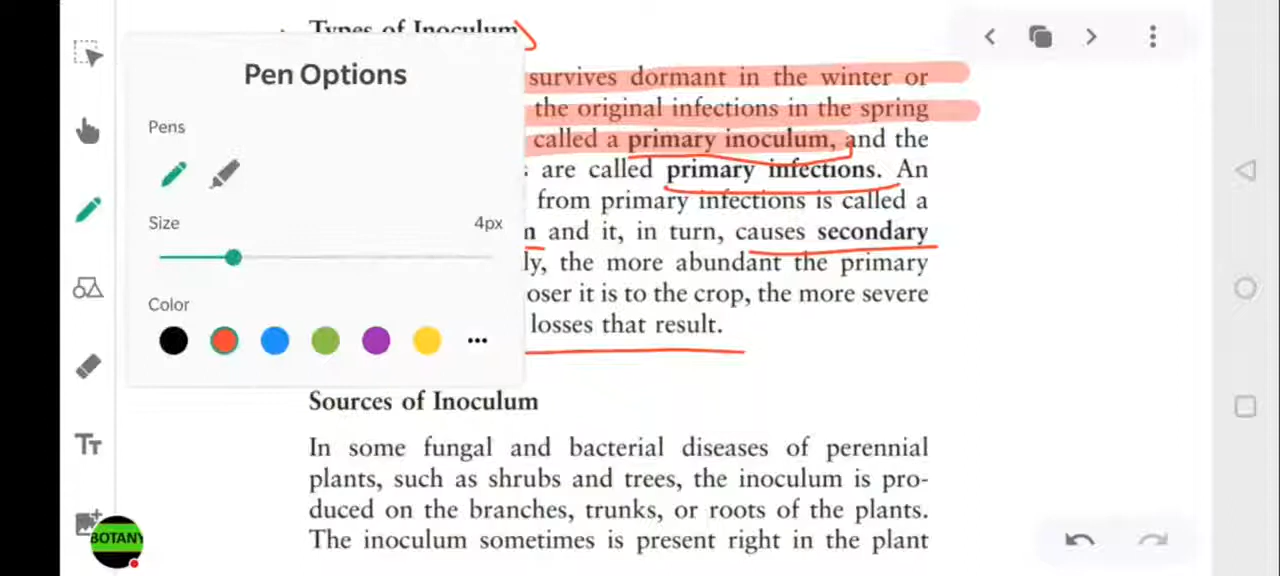 Types of Inoculum
Pen Options
Pens
Size 4px
Color
survives dormant in the winter or
the original infections in the spring
called a primary inoculum, and the
are called primary infections. An
from primary infections is called a
and it, in turn, causes secondary
ly, the more abundant the primary
oser it is to the crop, the more severe
losses that result.
Sources of Inoculum
In some fungal and bacterial diseases of perennial
plants, such as shrubs and trees, the inoculum is pro-
duced on the branches, trunks, or roots of the plants.
The inoculum sometimes is present right in the plant
TT
BOTANY